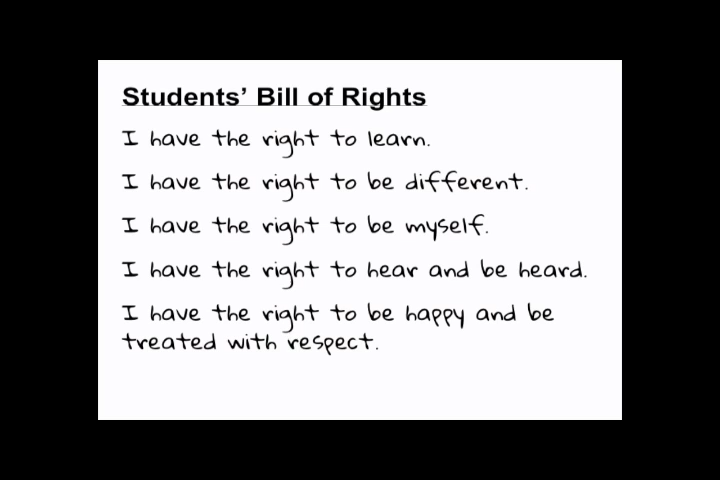 Students’ Bill of Rights
I have the right to learn.
I have the right to be different.
I have the right to be myself.
I have the right to hear and be heard.
I have the right to be happy and be
treated with respect.